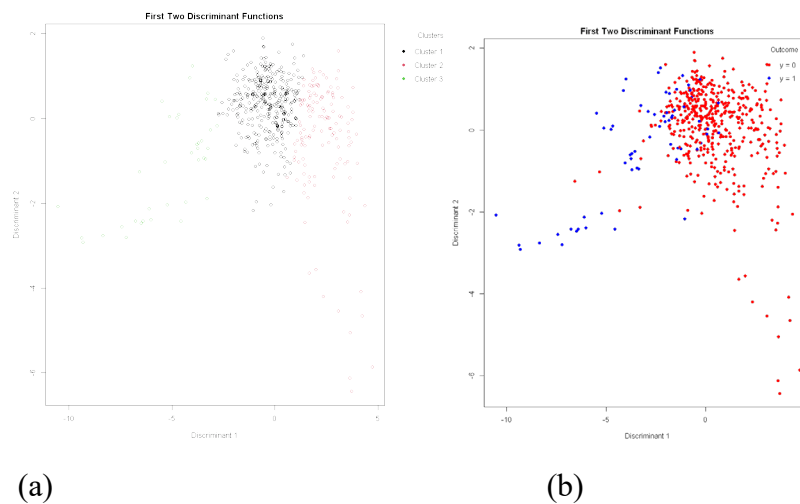 First Two Discriminant Functions
Clusters
Cluster 1
Cluster 2
Cluster 3
2
0
-2
-4
-6
Discriminant 2
-10
-5
0
5
Discriminant 1
(a)
First Two Discriminant Functions
Outcome
y = 0
y = 1
2
0
-2
-4
-6
Discriminant 2
-10
-5
0
Discriminant 1
(b)